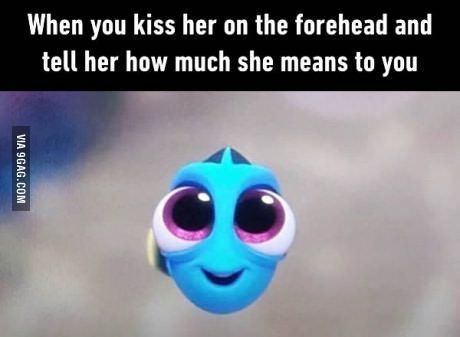 When you kiss her on the forehead and
tell her how much she means to you
VIA 9GAG.COM